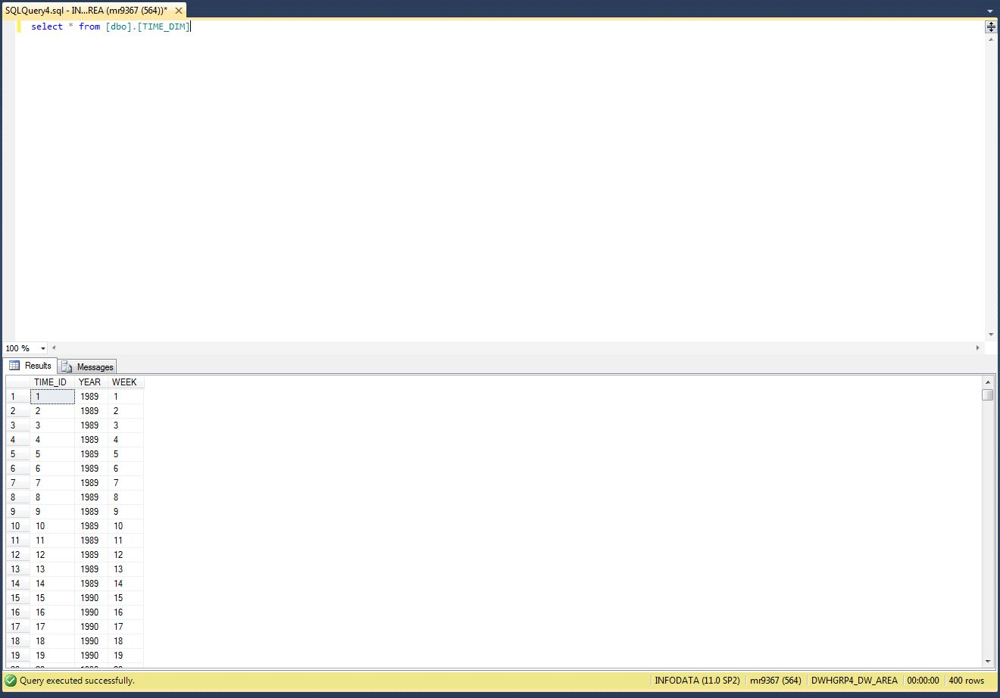 SQLQuery4.sql - IN...REA (mr9367 (564))*
select * from [dbo].[TIME_DIM]
100 %
Results Messages
TIME_ID YEAR WEEK
1 1 1989 1
2 2 1989 2
3 3 1989 3
4 4 1989 4
5 5 1989 5
6 6 1989 6
7 7 1989 7
8 8 1989 8
9 9 1989 9
10 10 1989 10
11 11 1989 11
12 12 1989 12
13 13 1989 13
14 14 1989 14
15 15 1990 15
16 16 1990 16
17 17 1990 17
18 18 1990 18
19 19 1990 19
Query executed successfully. INFODATA (11.0 SP2) mr9367 (564) DWHGRP4_DW_AREA 00:00:00 400 rows